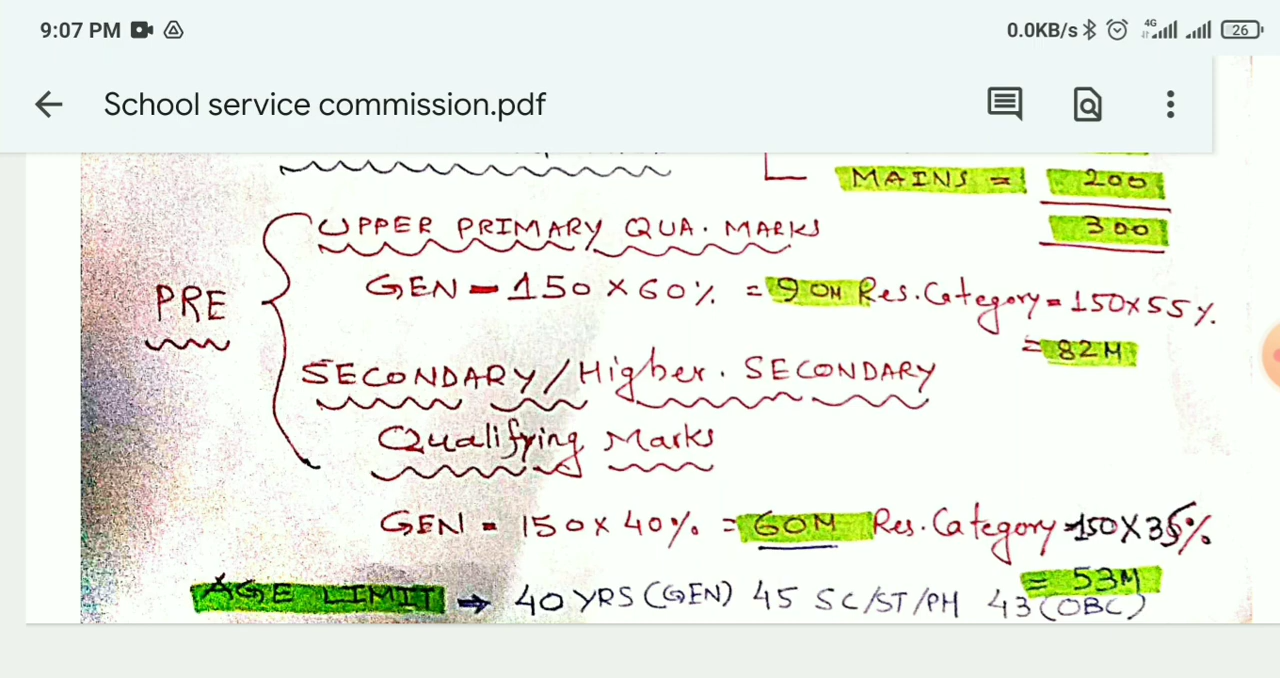 9:07 PM
0.0KB/s 4G 26
School service commission.pdf
MAINS = 200
300
UPPER PRIMARY QUA. MARKS
PRE
GEN - 150 X 60% = 90M Res. Category = 150X55%
= 82M
SECONDARY/Higher. SECONDARY
Qualifying Marks
GEN = 150 X 40% = 60M Res. Category - 150 X 35%
= 53M
AGE LIMIT → 40 YRS (GEN) 45 SC/ST/PH 43 (OBC)